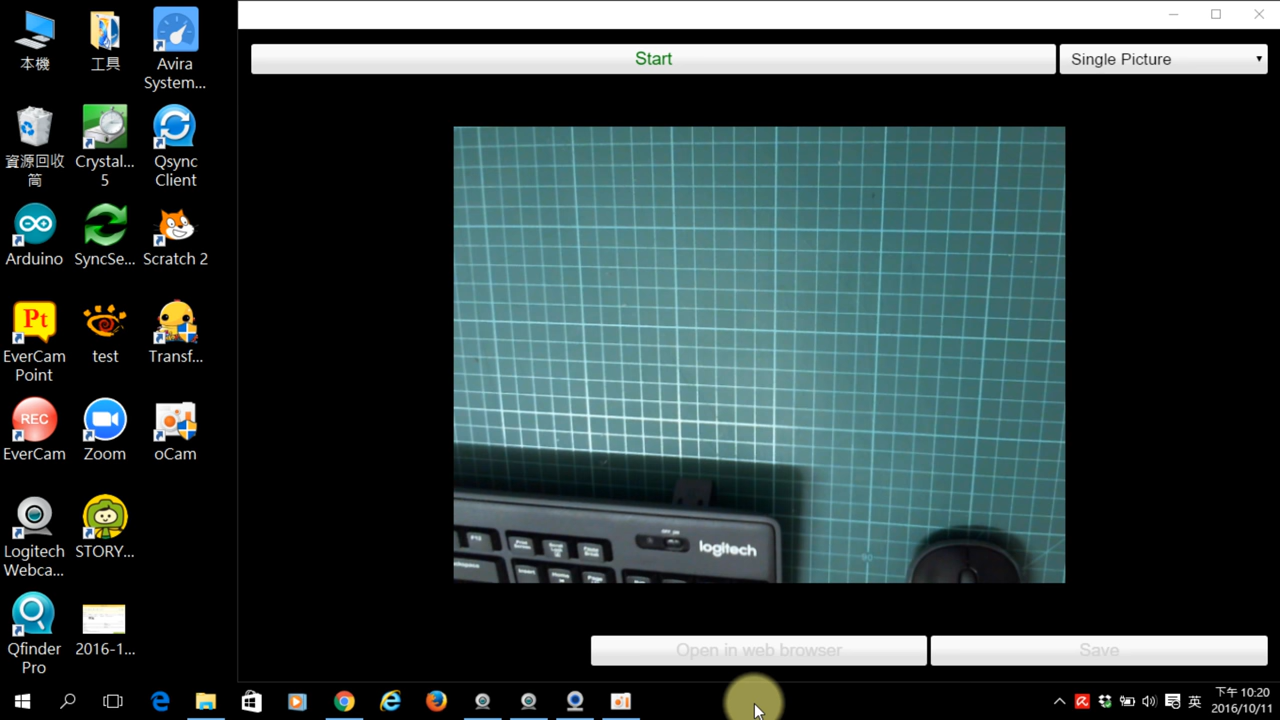 本機
工具
Avira
System...
資源回收
筒
Crystal...
5
Qsync
Client
Arduino
SyncSe...
Scratch 2
Pt
EverCam
Point
test
Transf...
REC
EverCam
Zoom
oCam
Logitech
Webca...
STORY...
Qfinder
Pro
2016-1...
Start
Single Picture
logitech
Open in web browser
Save
英
下午 10:20
2016/10/11